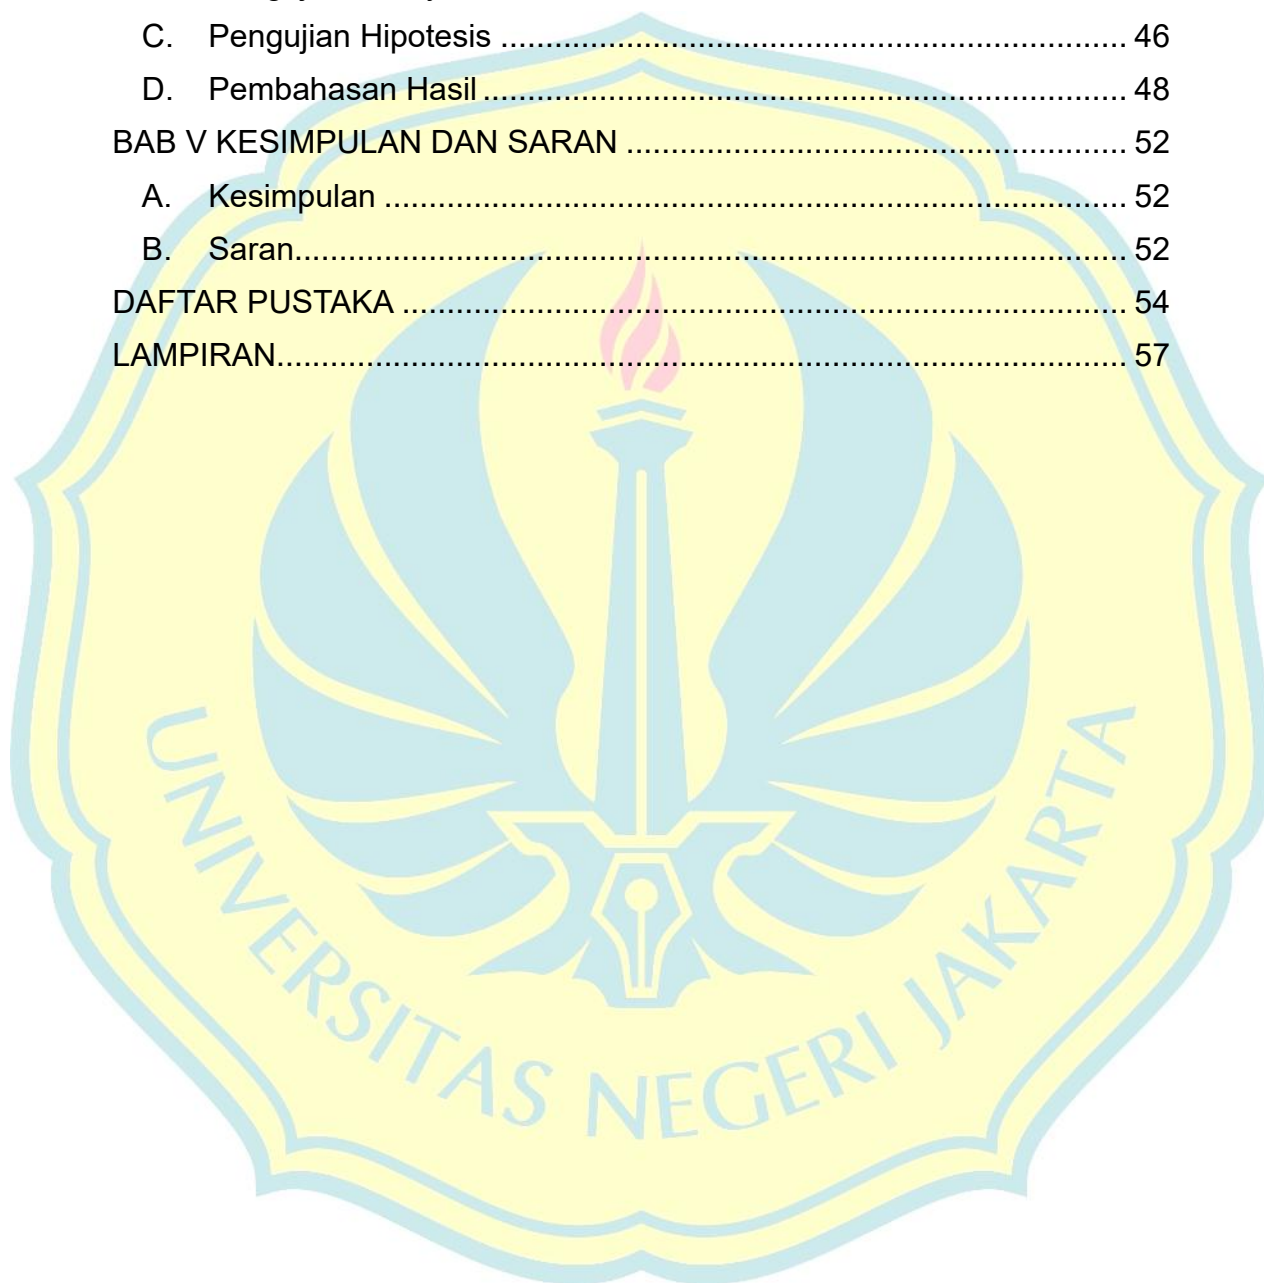 C. Pengujian Hipotesis ........................................................................ 46
D. Pembahasan Hasil .......................................................................... 48
BAB V KESIMPULAN DAN SARAN ......................................................... 52
A. Kesimpulan ..................................................................................... 52
B. Saran............................................................................................... 52
DAFTAR PUSTAKA .................................................................................. 54
LAMPIRAN................................................................................................ 57
UNIVERSITAS NEGERI JAKARTA